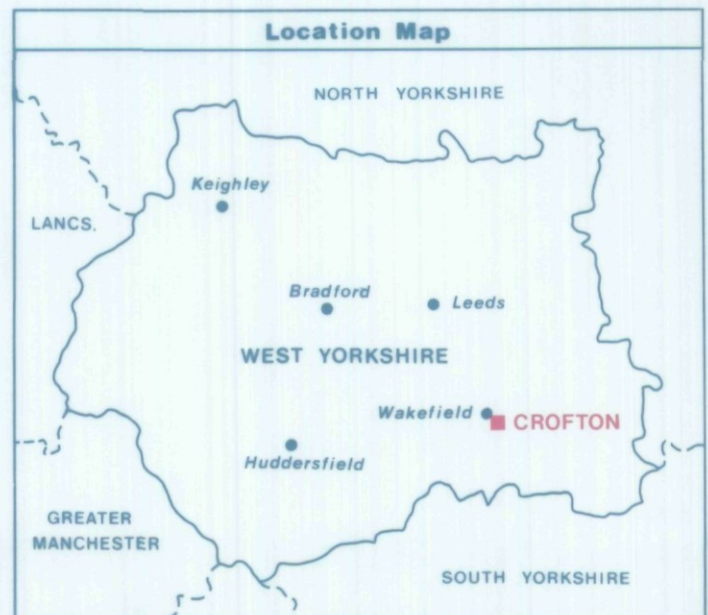 Location Map
NORTH YORKSHIRE
Keighley
LANCS.
Bradford
Leeds
WEST YORKSHIRE
Wakefield
CROFTON
Huddersfield
GREATER
MANCHESTER
SOUTH YORKSHIRE